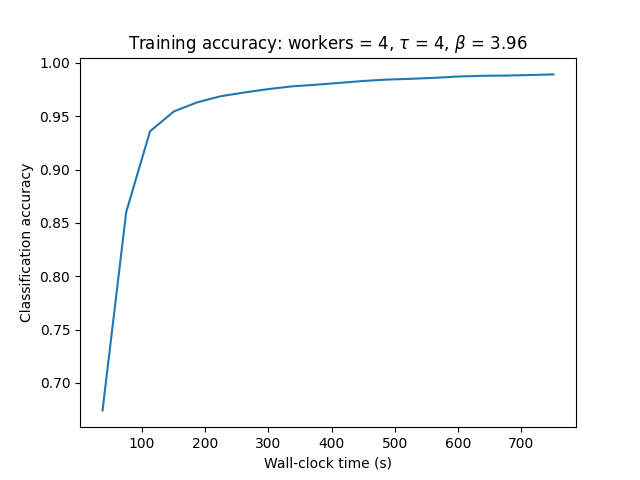 Training accuracy: workers = 4, τ = 4, β = 3.96
1.00
0.95
0.90
0.85
0.80
0.75
0.70
Classification accuracy
100 200 300 400 500 600 700
Wall-clock time (s)